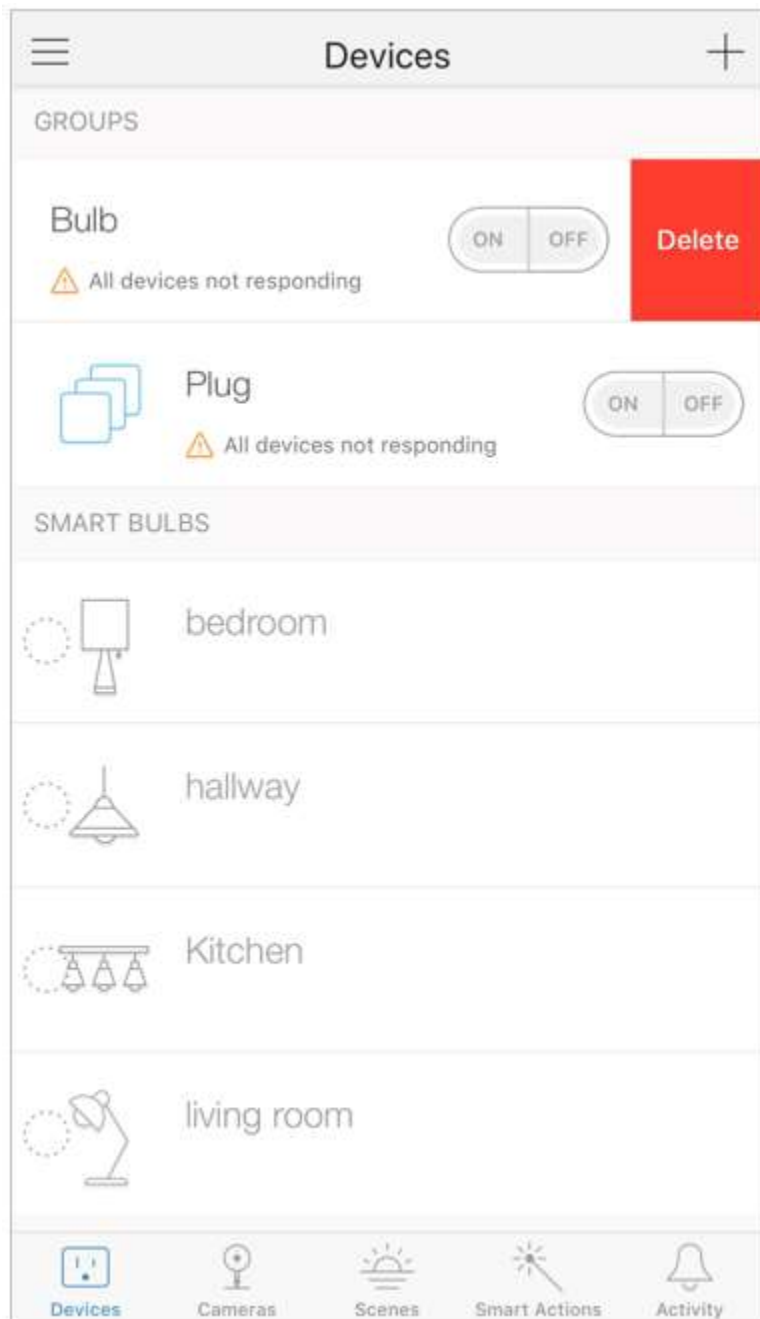 Devices
GROUPS
Bulb
ON OFF
Delete
All devices not responding
Plug
ON OFF
All devices not responding
SMART BULBS
bedroom
hallway
Kitchen
living room
Devices Cameras Scenes Smart Actions Activity